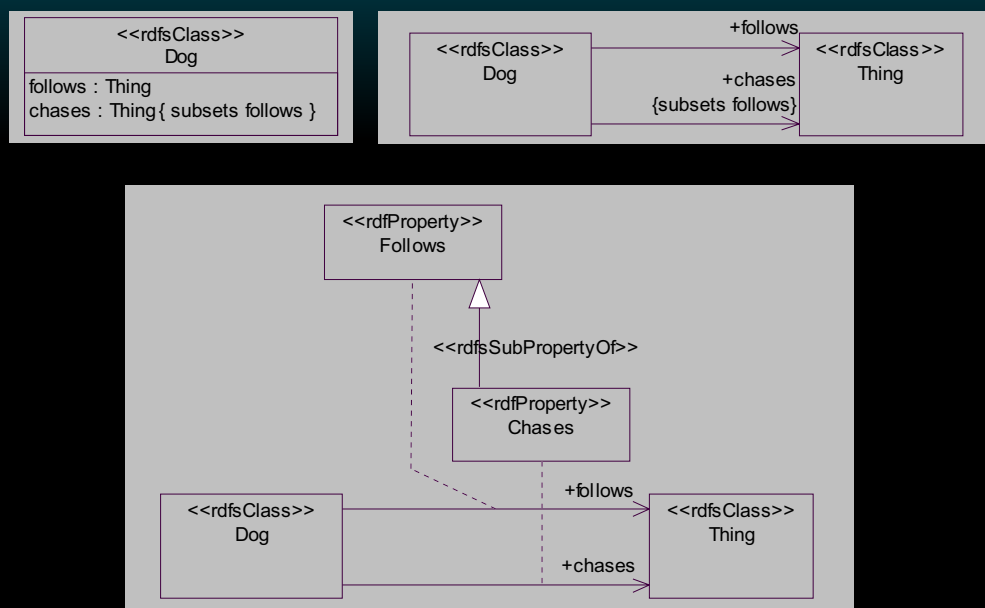 <<rdfsClass>>
Dog
follows : Thing
chases : Thing{ subsets follows }
<<rdfsClass>>
Dog
+follows
+chases
{subsets follows}
<<rdfsClass>>
Thing
<<rdfProperty>>
Follows
<<rdfsSubPropertyOf>>
<<rdfProperty>>
Chases
<<rdfsClass>>
Dog
+follows
+chases
<<rdfsClass>>
Thing